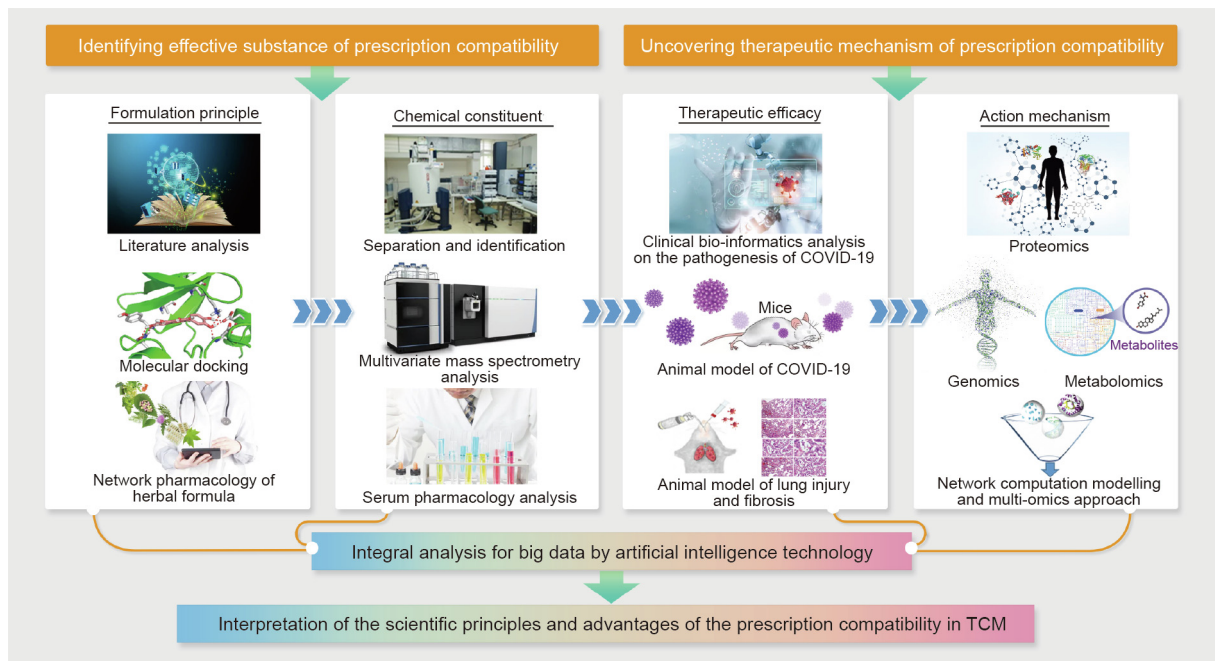 Identifying effective substance of prescription compatibility
Uncovering therapeutic mechanism of prescription compatibility
Formulation principle
Literature analysis
Molecular docking
Network pharmacology of
herbal formula
Chemical constituent
Separation and identification
Multivariate mass spectrometry
analysis
Serum pharmacology analysis
Therapeutic efficacy
Clinical bio-informatics analysis
on the pathogenesis of COVID-19
Mice
Animal model of COVID-19
Animal model of lung injury
and fibrosis
Action mechanism
Proteomics
Metabolites
Genomics
Metabolomics
Network computation modelling
and multi-omics approach
Integral analysis for big data by artificial intelligence technology
Interpretation of the scientific principles and advantages of the prescription compatibility in TCM